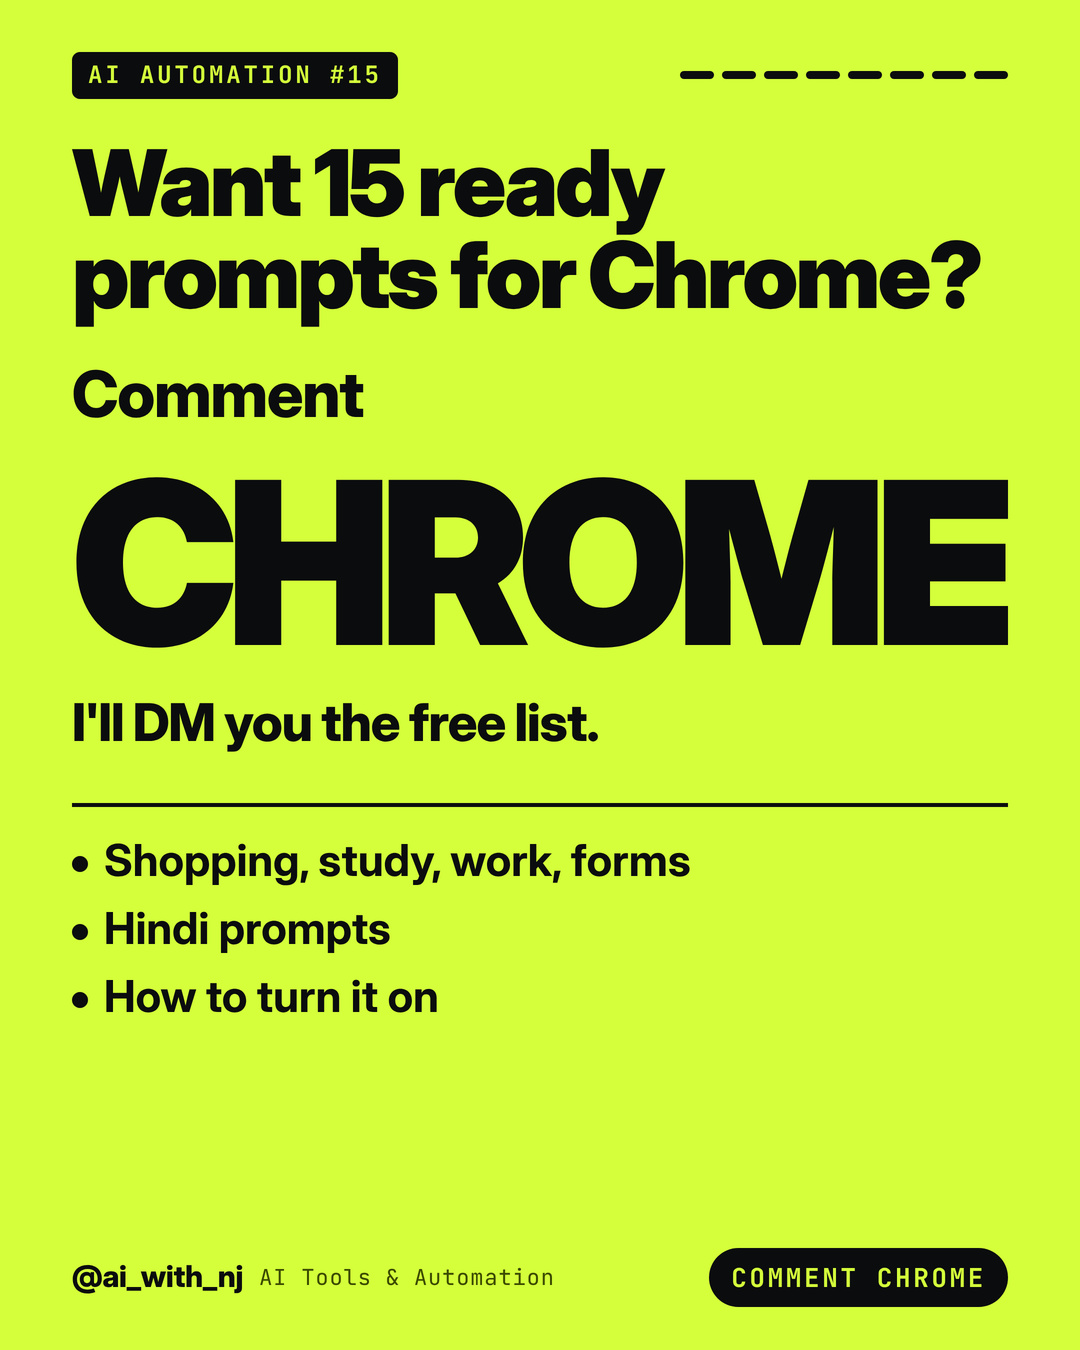 AI AUTOMATION #15
Want 15 ready
prompts for Chrome?
Comment
CHROME
I'll DM you the free list.
• Shopping, study, work, forms
• Hindi prompts
• How to turn it on
@ai_with_nj AI Tools & Automation
COMMENT CHROME